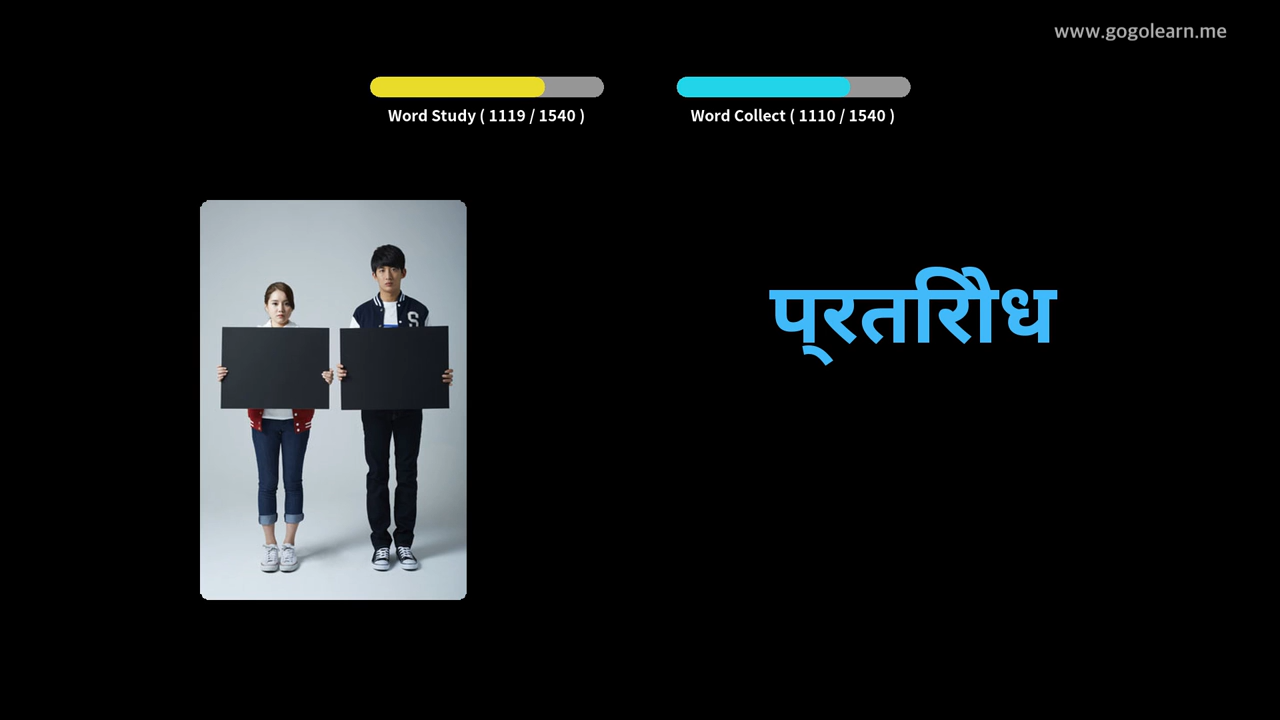 www.gogolearn.me
Word Study ( 1119 / 1540 )
Word Collect ( 1110 / 1540 )
S
प्रतिरोध